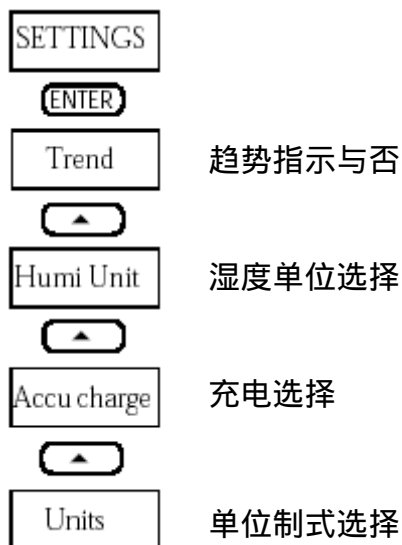 SETTINGS
ENTER
Trend 趋势指示与否
Humi Unit 湿度单位选择
Accu charge 充电选择
Units 单位制式选择